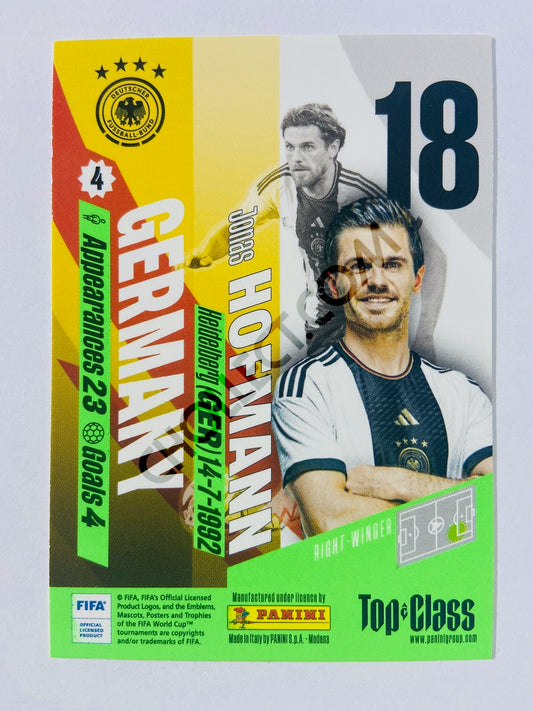 DEUTSCHER
FUSSBALL-BUND
18
4
GERMANY
Appearances 23 Goals 4
Jonas
HOFMANN
Heidelberg (GER) 14-7-1992
RIGHT-WINGER
FIFA
OFFICIAL
LICENSED
PRODUCT
© FIFA, FIFA's Official Licensed
Product Logos, and the Emblems,
Mascots, Posters and Trophies
of the FIFA World Cup™
tournaments are copyrights
and/or trademarks of FIFA.
Manufactured under licence by
PANINI
Made in Italy by PANINI S.p.A. - Modena
Top Class
www.paninigroup.com